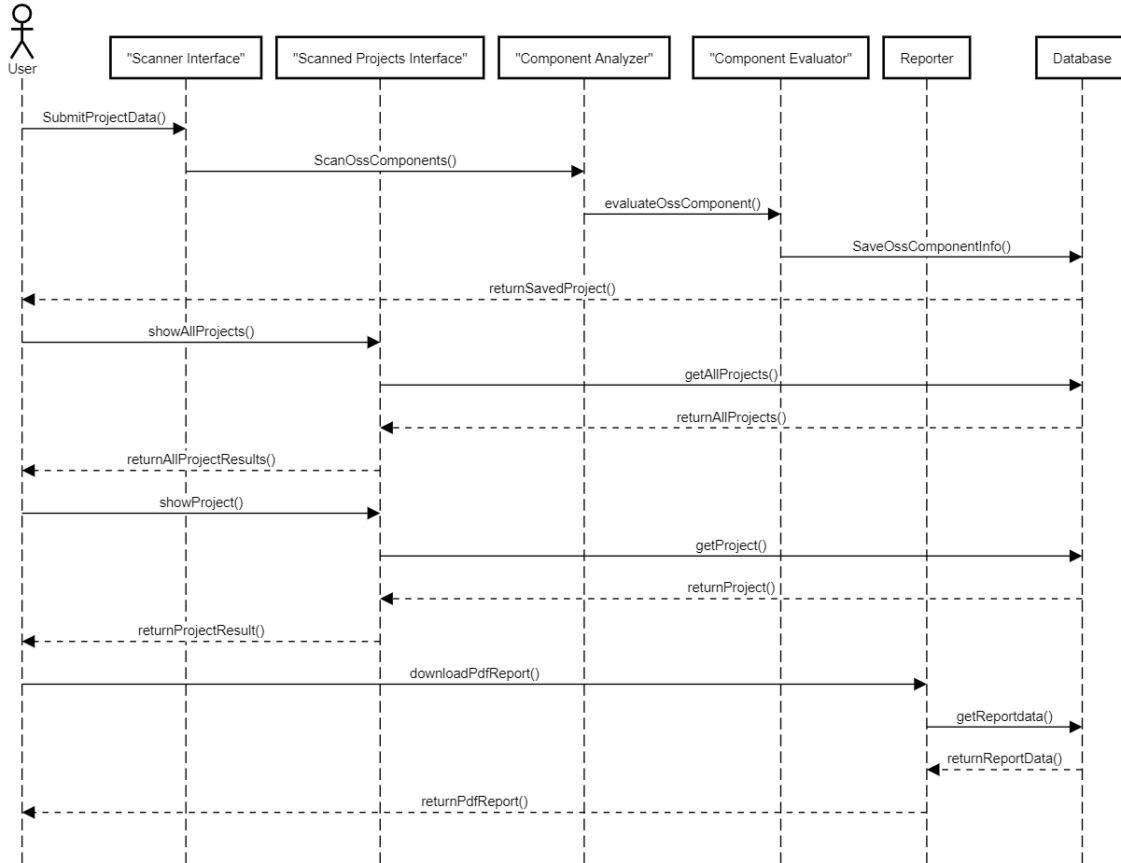 User
"Scanner Interface"
"Scanned Projects Interface"
"Component Analyzer"
"Component Evaluator"
Reporter
Database
SubmitProjectData()
ScanOssComponents()
evaluateOssComponent()
SaveOssComponentInfo()
returnSavedProject()
showAllProjects()
getAllProjects()
returnAllProjects()
returnAllProjectResults()
showProject()
getProject()
returnProject()
returnProjectResult()
downloadPdfReport()
getReportdata()
returnReportData()
returnPdfReport()